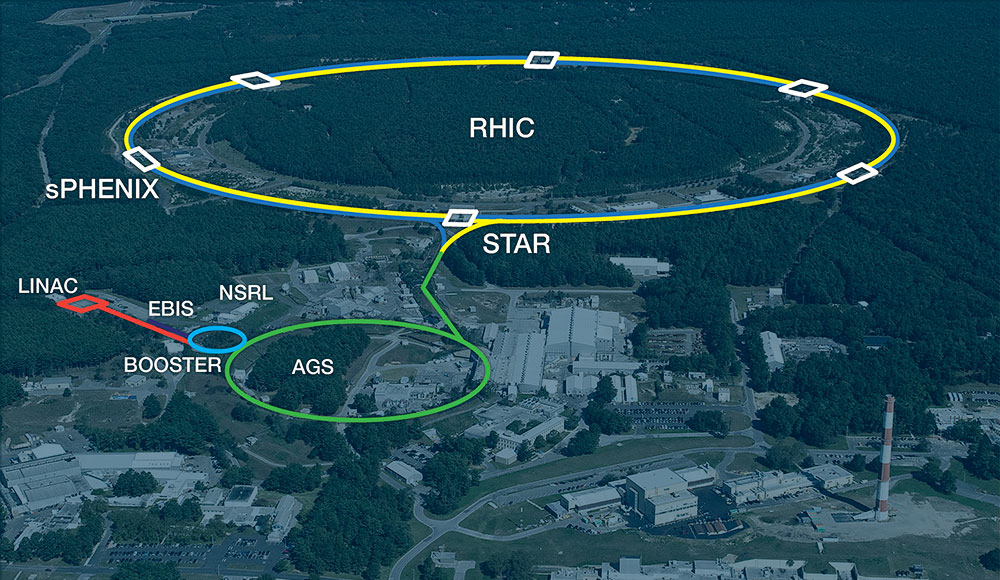 RHIC
sPHENIX
STAR
LINAC
NSRL
EBIS
BOOSTER
AGS